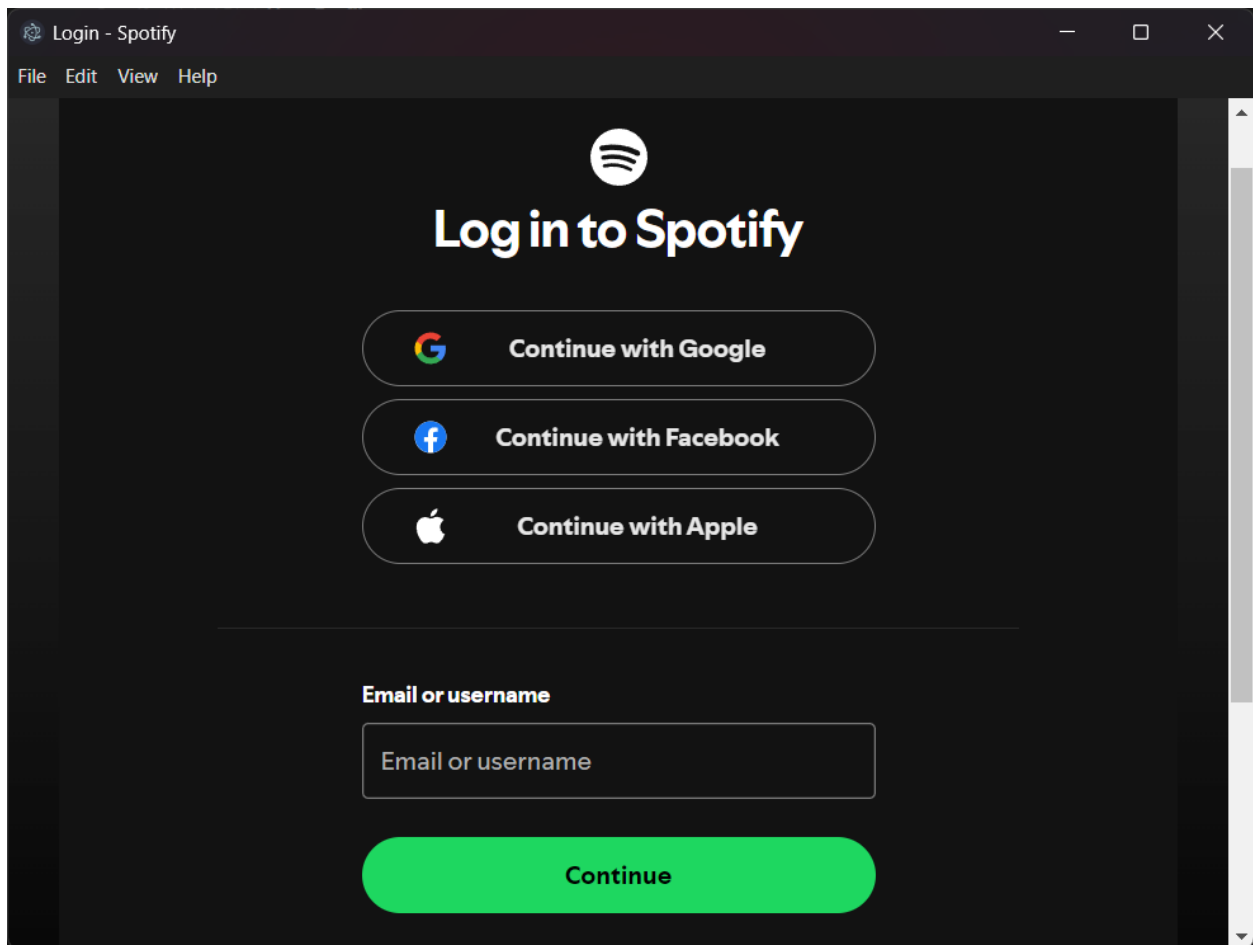 Login - Spotify
File Edit View Help
Log in to Spotify
Continue with Google
Continue with Facebook
Continue with Apple
Email or username
Email or username
Continue